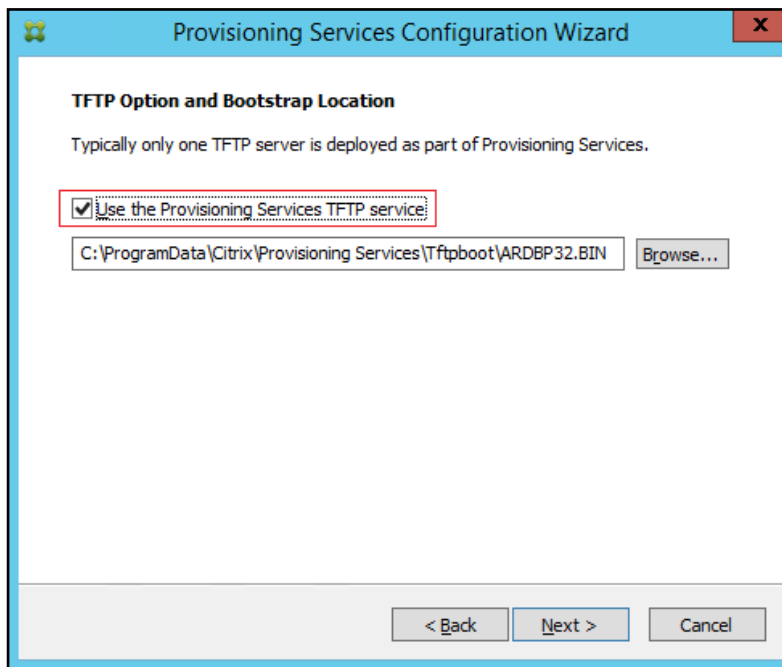 Provisioning Services Configuration Wizard
x
TFTP Option and Bootstrap Location
Typically only one TFTP server is deployed as part of Provisioning Services.
Use the Provisioning Services TFTP service
C:\ProgramData\Citrix\Provisioning Services\Tftpboot\ARDBP32.BIN
Browse...
< Back
Next >
Cancel